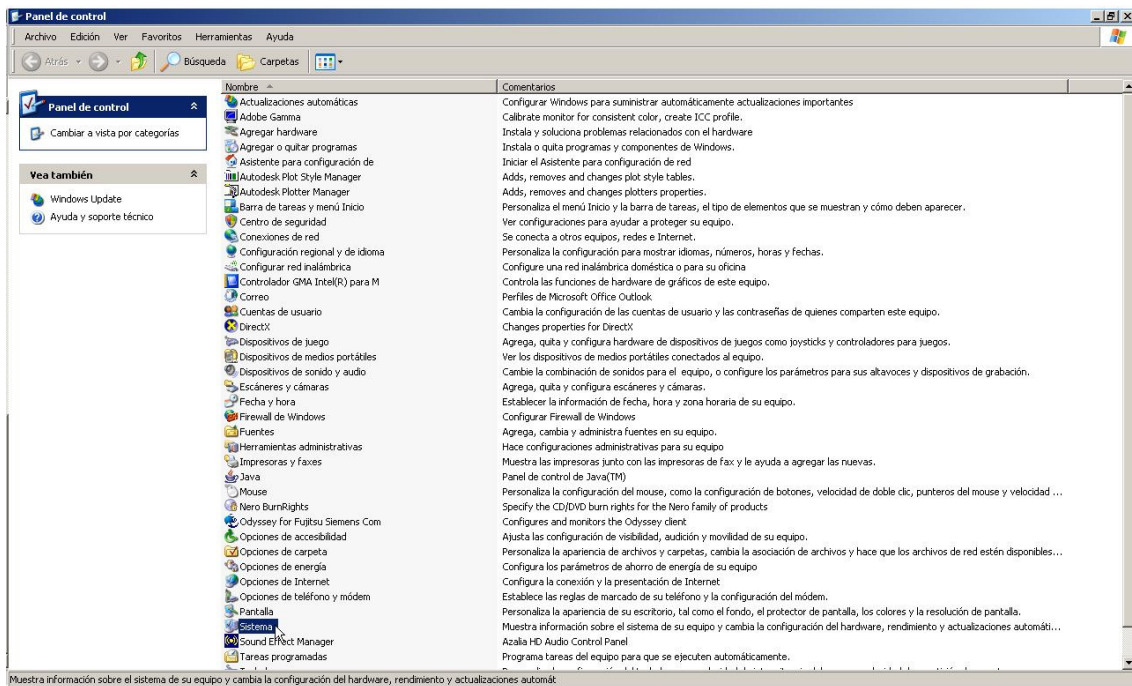 Panel de control
Archivo Edición Ver Favoritos Herramientas Ayuda
Atrás Búsqueda Carpetas
Panel de control
Cambiar a vista por categorías
Vea también
Windows Update
Ayuda y soporte técnico
Nombre Comentarios
Actualizaciones automáticas Configurar Windows para suministrar automáticamente actualizaciones importantes
Adobe Gamma Calibrate monitor for consistent color, create ICC profile.
Agregar hardware Instala y soluciona problemas relacionados con el hardware
Agregar o quitar programas Instala o quita programas y componentes de Windows.
Asistente para configuración de Iniciar el Asistente para configuración de red
Autodesk Plot Style Manager Adds, removes and changes plot style tables.
Autodesk Plotter Manager Adds, removes and changes plotters properties.
Barra de tareas y menú Inicio Personaliza el menú Inicio y la barra de tareas, el tipo de elementos que se muestran y cómo deben aparecer.
Centro de seguridad Ver configuraciones para ayudar a proteger su equipo.
Conexiones de red Se conecta a otros equipos, redes e Internet.
Configuración regional y de idioma Personaliza la configuración para mostrar idiomas, números, horas y fechas.
Configurar red inalámbrica Configure una red inalámbrica doméstica o para su oficina
Controlador GMA Intel(R) para M Controla las funciones de hardware de gráficos de este equipo.
Correo Perfiles de Microsoft Office Outlook
Cuentas de usuario Cambia la configuración de las cuentas de usuario y las contraseñas de quienes comparten este equipo.
DirectX Changes properties for DirectX
Dispositivos de juego Agrega, quita y configura hardware de dispositivos de juegos como joysticks y controladores para juegos.
Dispositivos de medios portátiles Ver los dispositivos de medios portátiles conectados al equipo.
Dispositivos de sonido y audio Cambie la combinación de sonidos para el equipo, o configure los parámetros para sus altavoces y dispositivos de grabación.
Escáneres y cámaras Agrega, quita y configura escáneres y cámaras.
Fecha y hora Establecer la información de fecha, hora y zona horaria de su equipo.
Firewall de Windows Configurar Firewall de Windows
Fuentes Agrega, cambia y administra fuentes en su equipo.
Herramientas administrativas Hace configuraciones administrativas para su equipo
Impresoras y faxes Muestra las impresoras junto con las impresoras de fax y le ayuda a agregar las nuevas.
Java Panel de control de Java(TM)
Mouse Personaliza la configuración del mouse, como la configuración de botones, velocidad de doble clic, punteros del mouse y velocidad ...
Nero BurnRights Specify the CD/DVD burn rights for the Nero family of products
Odyssey for Fujitsu Siemens Com Configures and monitors the Odyssey client
Opciones de accesibilidad Ajusta las configuración de visibilidad, audición y movilidad de su equipo.
Opciones de carpeta Personaliza la apariencia de archivos y carpetas, cambia la asociación de archivos y hace que los archivos de red estén disponibles...
Opciones de energía Configura los parámetros de ahorro de energía de su equipo
Opciones de Internet Configura la conexión y la presentación de Internet
Opciones de teléfono y módem Establece las reglas de marcado de su teléfono y la configuración del módem.
Pantalla Personaliza la apariencia de su escritorio, tal como el fondo, el protector de pantalla, los colores y la resolución de pantalla.
Sistema Muestra información sobre el sistema de su equipo y cambia la configuración del hardware, rendimiento y actualizaciones automáti...
Sound Effect Manager Azalia HD Audio Control Panel
Tareas programadas Programa tareas del equipo para que se ejecuten automáticamente.
Muestra información sobre el sistema de su equipo y cambia la configuración del hardware, rendimiento y actualizaciones automát